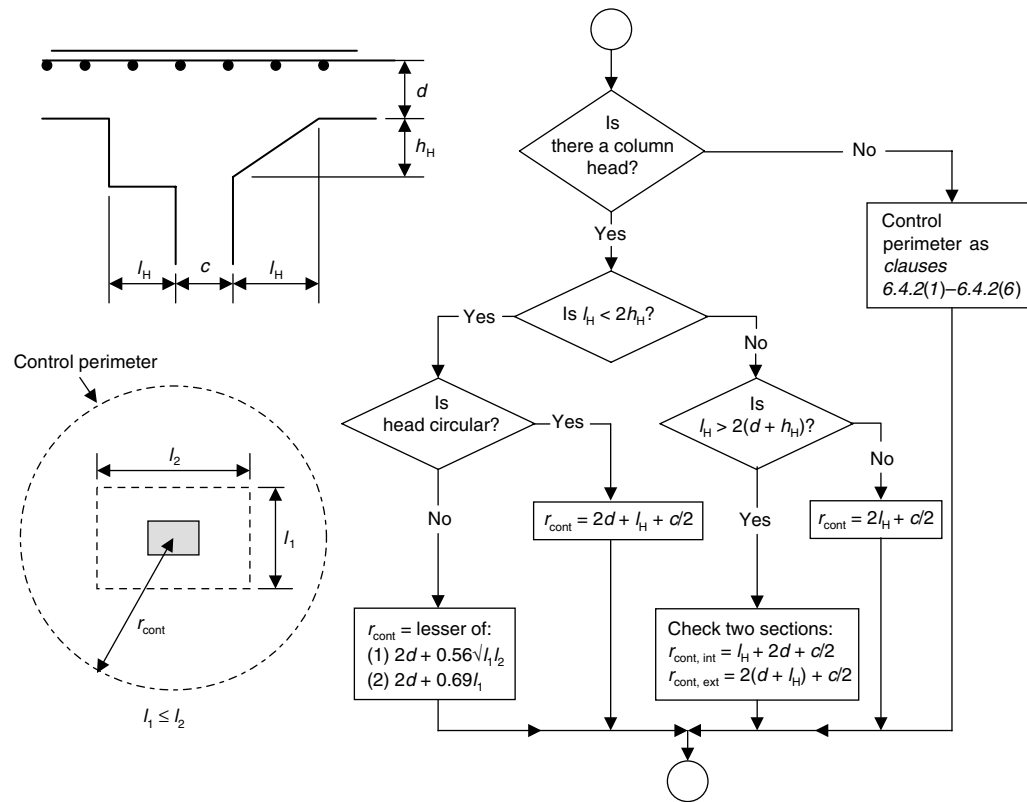 d
h_H
l_H
c
l_H
Control perimeter
l_2
l_1
r_cont
l_1 ≤ l_2
Is
there a column
head?
No
Yes
Control
perimeter as
clauses
6.4.2(1)–6.4.2(6)
Is l_H < 2h_H?
Yes
No
Is
head circular?
Yes
No
Is
l_H > 2(d + h_H)?
No
Yes
r_cont = 2d + l_H + c/2
r_cont = 2l_H + c/2
r_cont = lesser of:
(1) 2d + 0.56√l_1l_2
(2) 2d + 0.69l_1
Check two sections:
r_cont, int = l_H + 2d + c/2
r_cont, ext = 2(d + l_H) + c/2